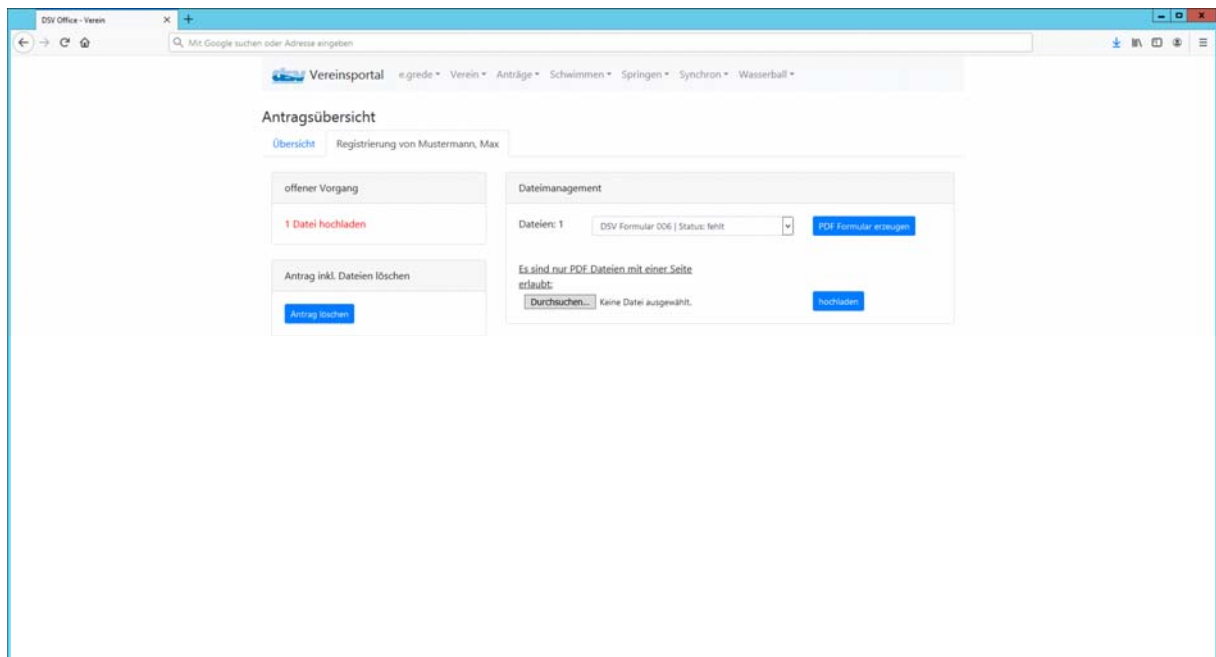 DSV Office - Verein
Mit Google suchen oder Adresse eingeben
dsv Vereinsportal e.grede Verein Anträge Schwimmen Springen Synchron Wasserball
Antragsübersicht
Übersicht Registrierung von Mustermann, Max
offener Vorgang
1 Datei hochladen
Antrag inkl. Dateien löschen
Antrag löschen
Dateimanagement
Dateien: 1 DSV Formular 006 | Status: fehlt PDF Formular erzeugen
Es sind nur PDF Dateien mit einer Seite
erlaubt:
Durchsuchen... Keine Datei ausgewählt. hochladen